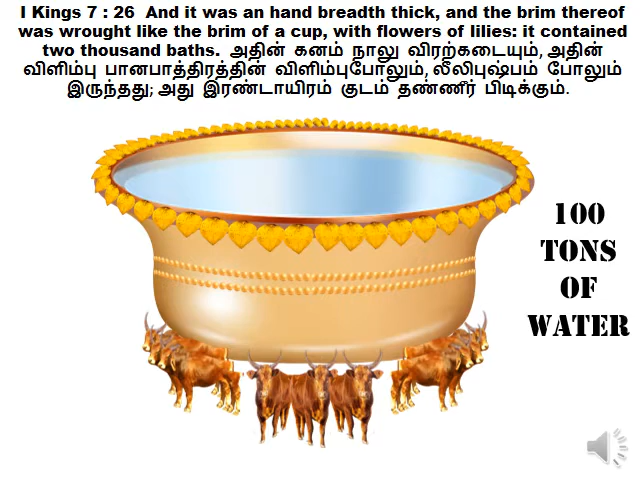 I Kings 7 : 26  And it was an hand breadth thick, and the brim thereof
was wrought like the brim of a cup, with flowers of lilies: it contained
two thousand baths.  அதின் கனம் நாலு விரற்கடையும், அதின்
விளிம்பு பானபாத்திரத்தின் விளிம்புபோலும், லீலிபுஷ்பம் போலும்
இருந்தது; அது இரண்டாயிரம் குடம் தண்ணீர் பிடிக்கும்.
100
TONS
OF
WATER